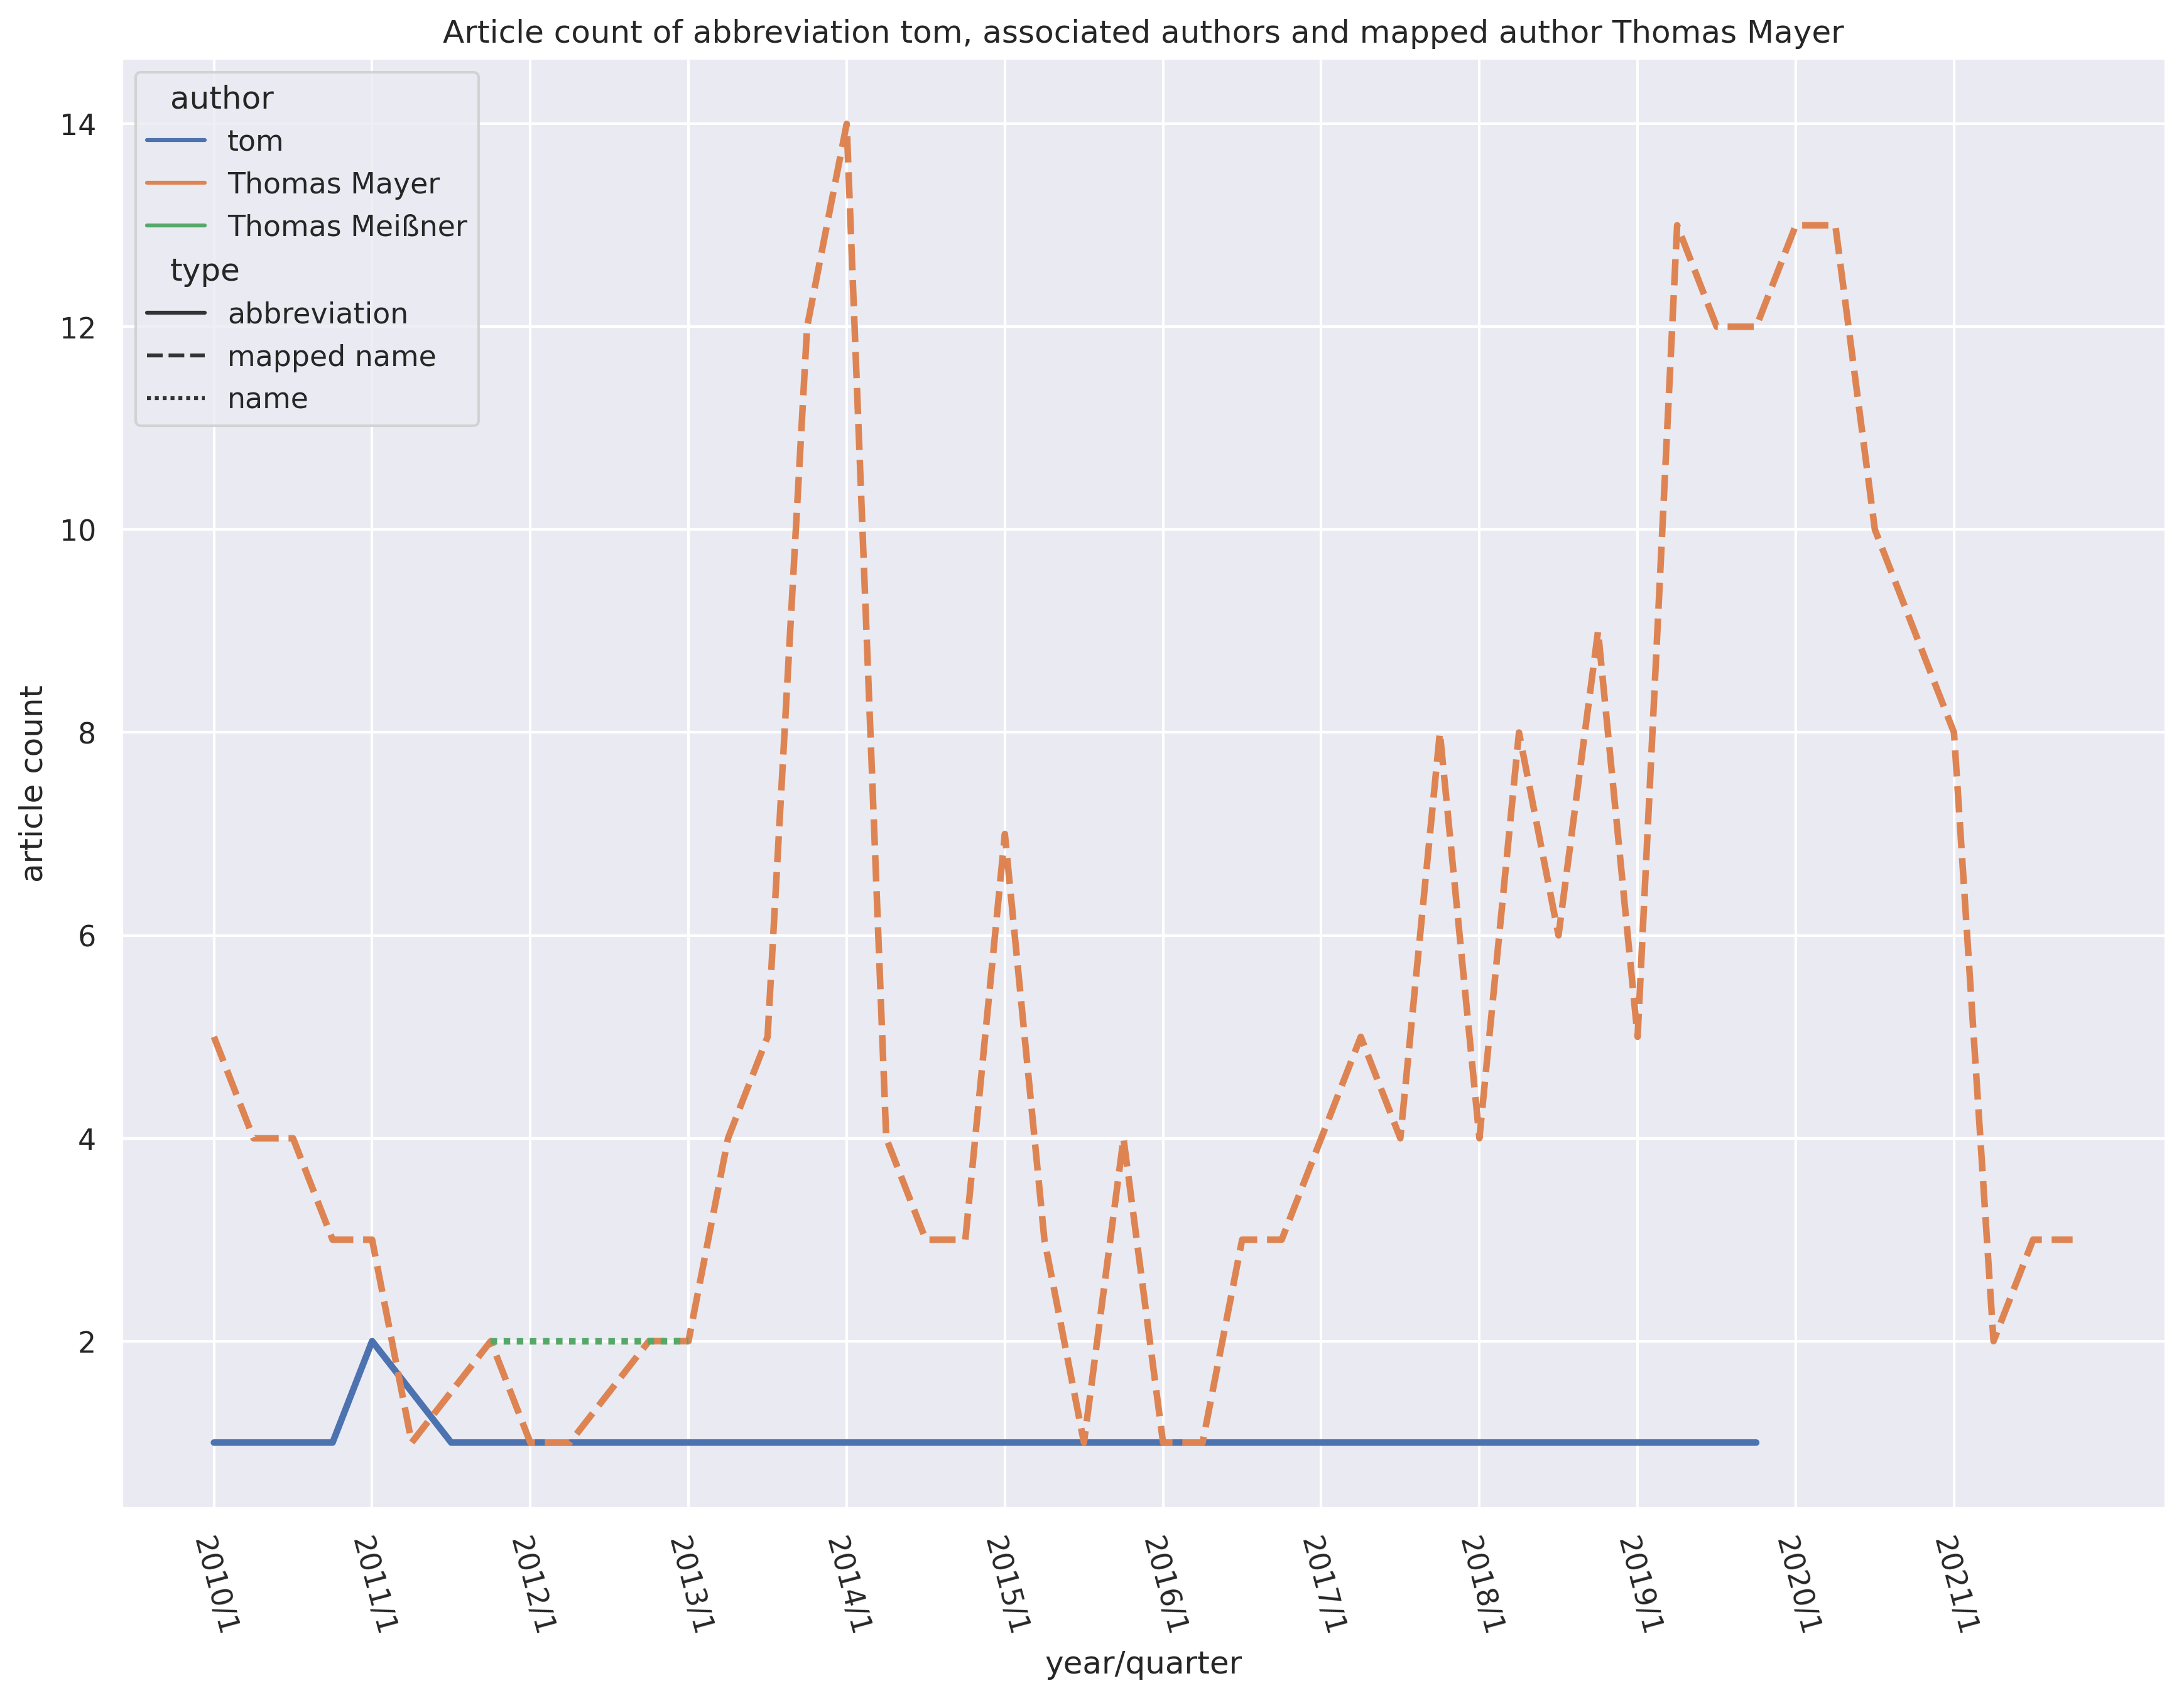 Article count of abbreviation tom, associated authors and mapped author Thomas Mayer
author
tom
Thomas Mayer
Thomas Meißner
type
abbreviation
mapped name
name
14
12
10
8
6
4
2
article count
2010/1
2011/1
2012/1
2013/1
2014/1
2015/1
2016/1
2017/1
2018/1
2019/1
2020/1
2021/1
year/quarter